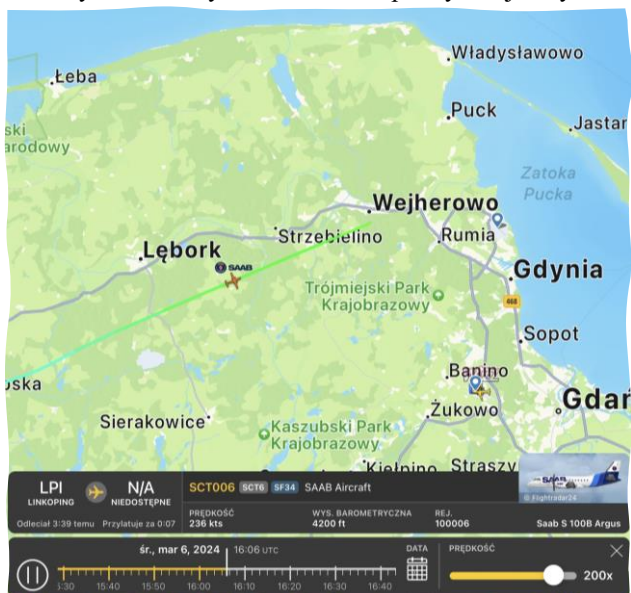 Władysławowo
Łeba
Puck
ski
arodowy
Jastar
Zatoka
Pucka
Wejherowo
Strzebielino
Rumia
Lębork
SAAB
Gdynia
Trójmiejski Park
Krajobrazowy
468
Sopot
Banino
oska
Gdań
Żukowo
Sierakowice
Kaszubski Park
Krajobrazowy
Kiełpino Straszy
LPI N/A
LINKOPING NIEDOSTĘPNE
Odleciał 3:39 temu Przylatuje za 0:07
SCT006 SCT6 SF34 SAAB Aircraft
PRĘDKOŚĆ WYS. BAROMETRYCZNA REJ.
236 kts 4200 ft 100006 Saab S 100B Argus
SAAB
© Flightradar24
śr., mar 6, 2024 16:06 UTC DATA PRĘDKOŚĆ
200x
5:30 15:40 15:50 16:00 16:10 16:20 16:30 16:40